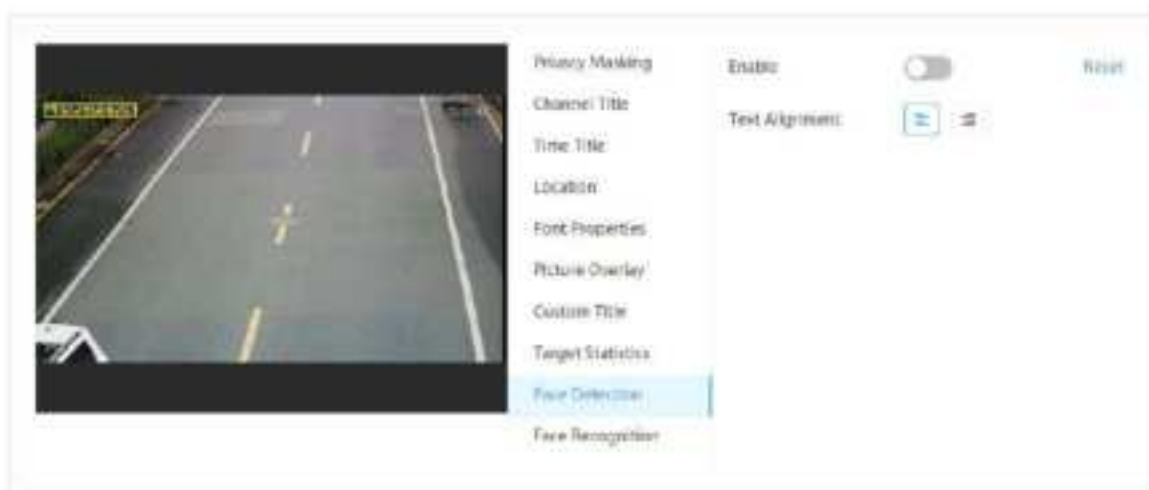 Privacy Masking
Channel Title
Time Title
Location
Font Properties
Picture Overlay
Custom Title
Target Statistics
Face Detection
Face Recognition
Enable
Reset
Text Alignment